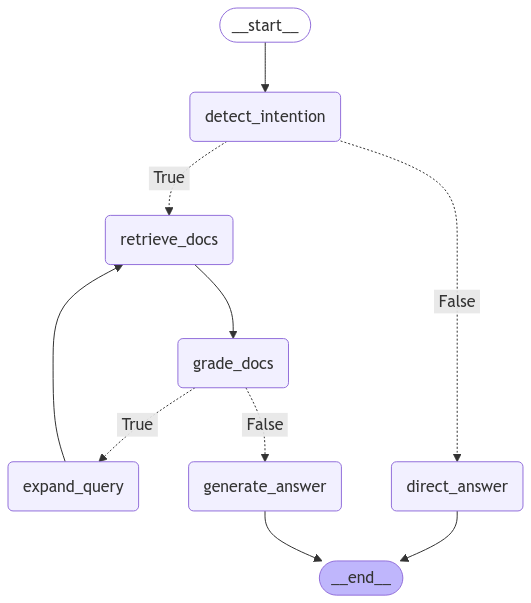 __start__
detect_intention
True
retrieve_docs
False
grade_docs
True
False
expand_query
generate_answer
direct_answer
__end__